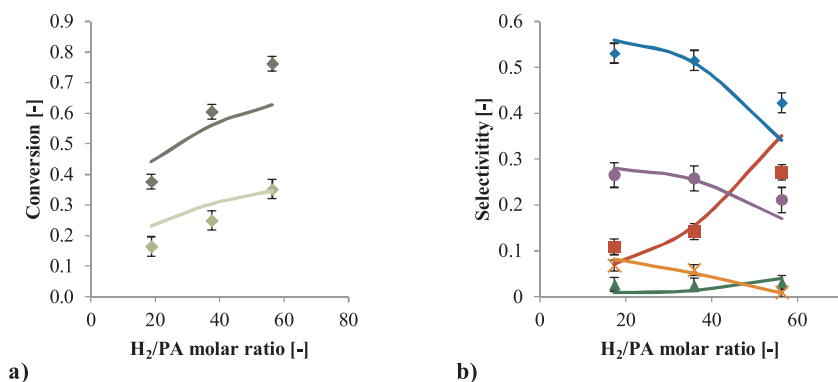 0.9
0.8
0.7
0.6
0.5
0.4
0.3
0.2
0.1
0.0
Conversion [-]
0 20 40 60 80
H₂/PA molar ratio [-]
a)
0.6
0.5
0.4
0.3
0.2
0.1
0
Selectivitity [-]
0 20 40 60
H₂/PA molar ratio [-]
b)